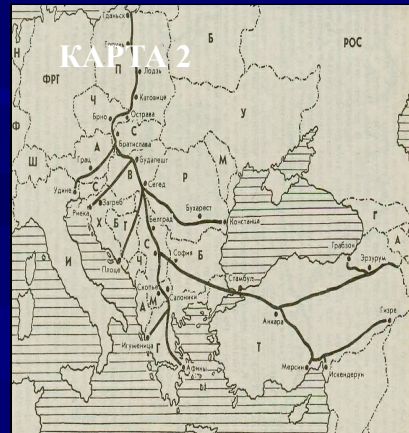 Гданьск
КАРТА 2
Б
РОС
Н
ФРГ
П
Лодзь
Ч
Катовице
У
Брно
Острава
С
Ф
Братислава
А
Ш
Грац
Будапешт
М
С
В
Удине
Сегед
Р
Риека
Загреб
Бухарест
Констанца
Х
Б
Г
Белград
Г
И
Плоче
С
София
Б
Трабзон
А
Ч
Стамбул
Эрзурум
Скопье
А
М
Салоники
Анкара
Гизре
Игуменица
Г
Т
Мерсин
Афины
Искендерун